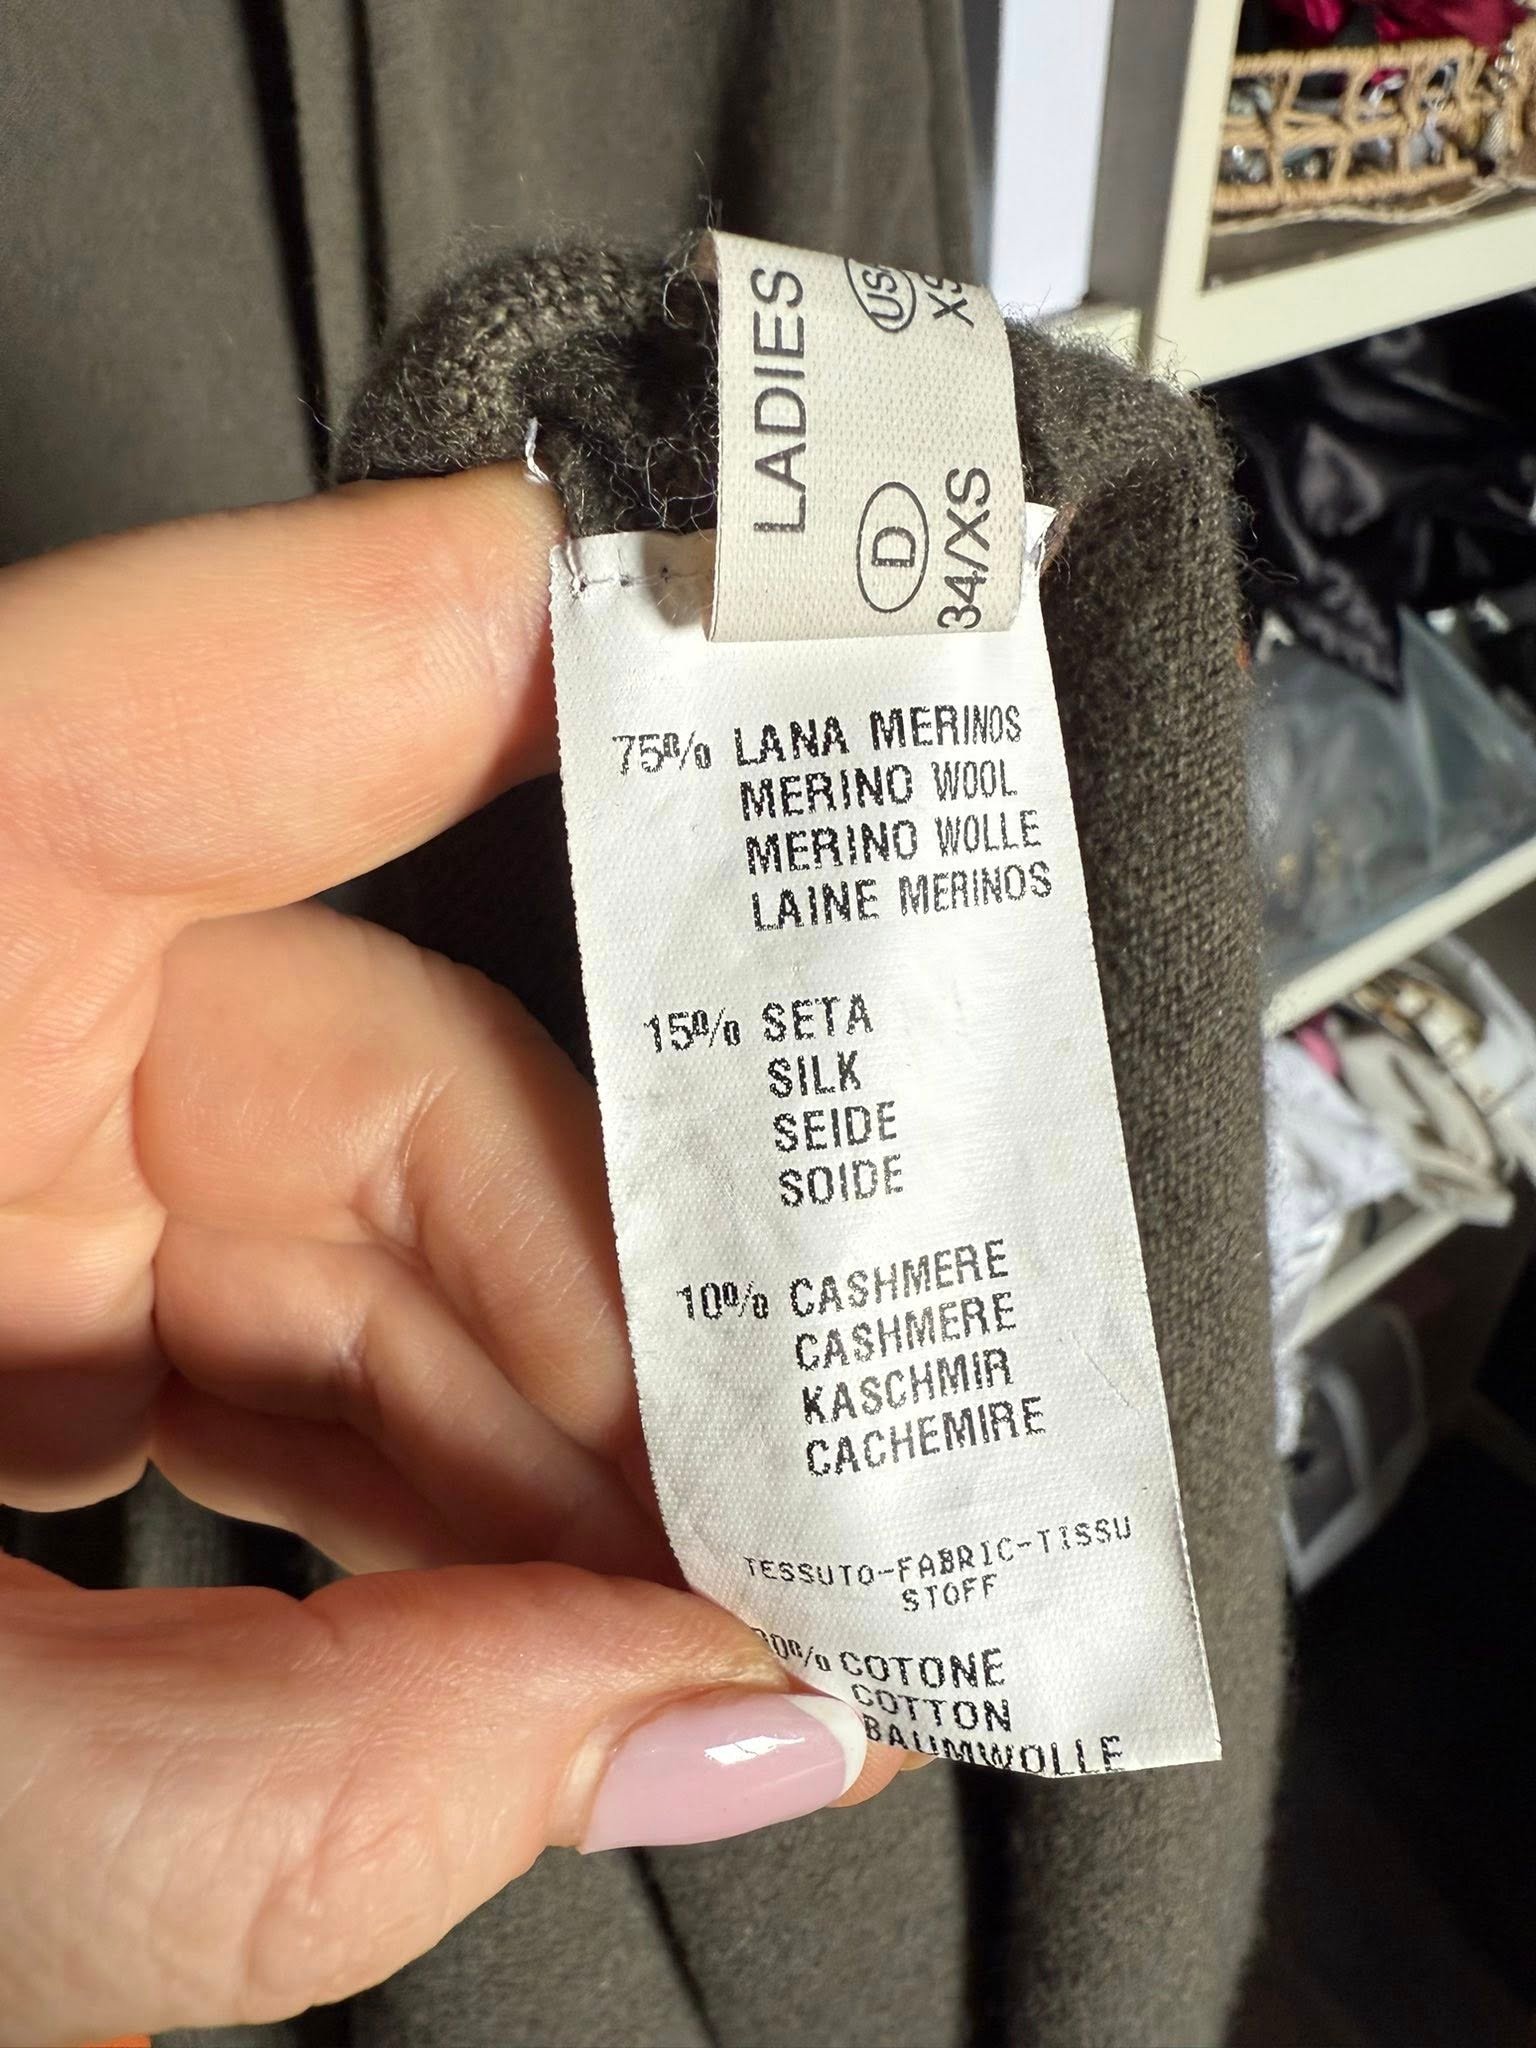 LADIES
D
34/XS
75% LANA MERINOS
MERINO WOOL
MERINO WOLLE
LAINE MERINOS
15% SETA
SILK
SEIDE
SOIDE
10% CASHMERE
CASHMERE
KASCHMIR
CACHEMIRE
TESSUTO-FABRIC-TISSU
STOFF
COTONE
COTTON
BAUMWOLLE